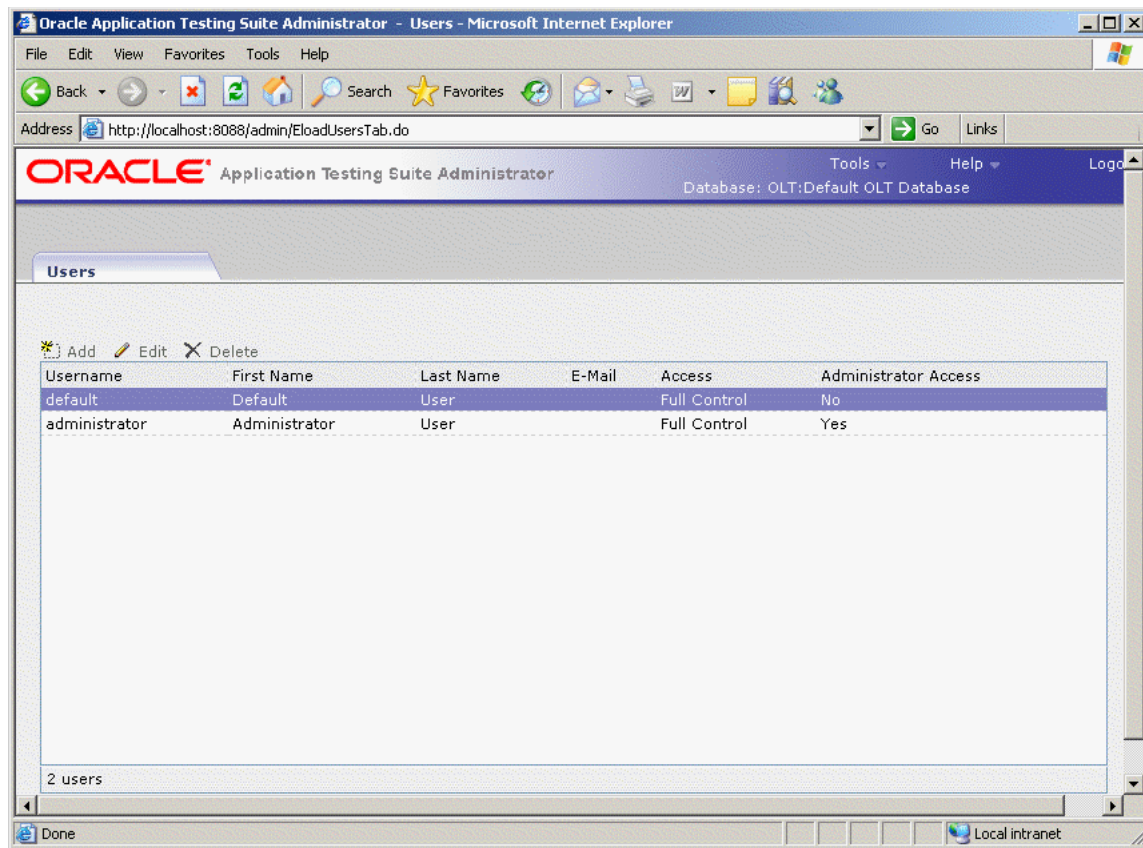 Oracle Application Testing Suite Administrator - Users - Microsoft Internet Explorer
File Edit View Favorites Tools Help
Back Search Favorites
Address http://localhost:8088/admin/EloadUsersTab.do Go Links
ORACLE Application Testing Suite Administrator Tools Help Logo
Database: OLT:Default OLT Database
Users
Add Edit Delete
Username First Name Last Name E-Mail Access Administrator Access
default Default User Full Control No
administrator Administrator User Full Control Yes
2 users
Done Local intranet